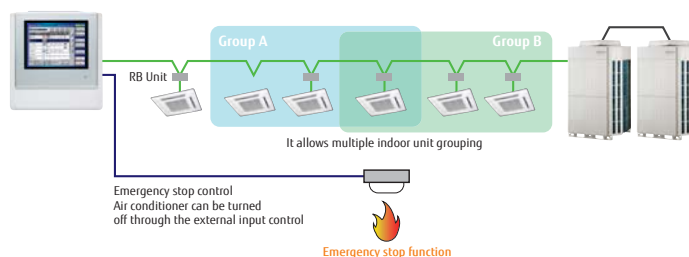 Group A
Group B
RB Unit
It allows multiple indoor unit grouping
Emergency stop control
Air conditioner can be turned
off through the external input control
Emergency stop function